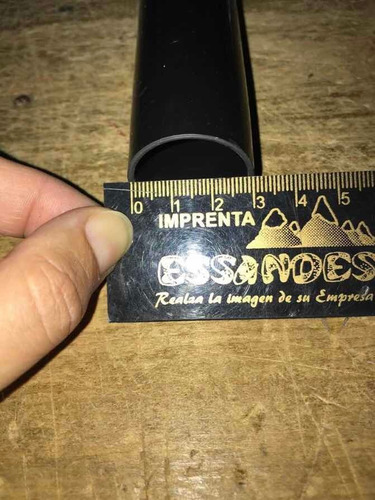 0 1 2 3 4 5
IMPRENTA
ESSANDES
Realza la imagen de su Empresa